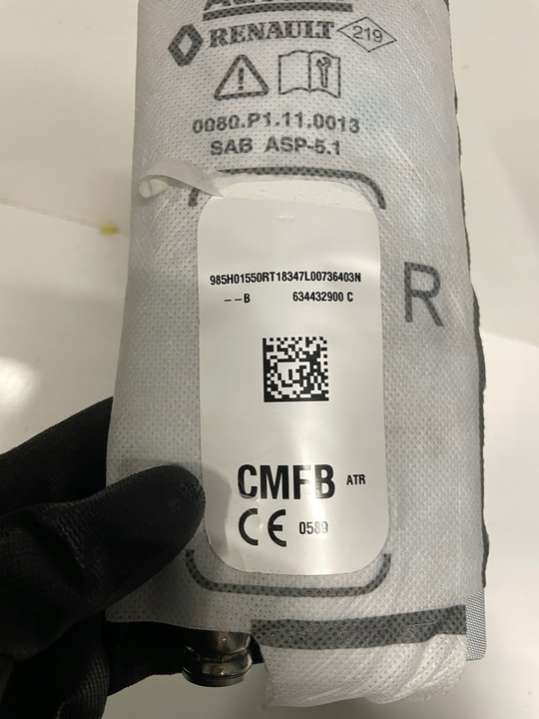 RENAULT 219
0080.P1.11.0013
SAB ASP-5.1
985H01550RT18347L00736403N
--B 634432900 C
R
CMFB ATR
CE 0589